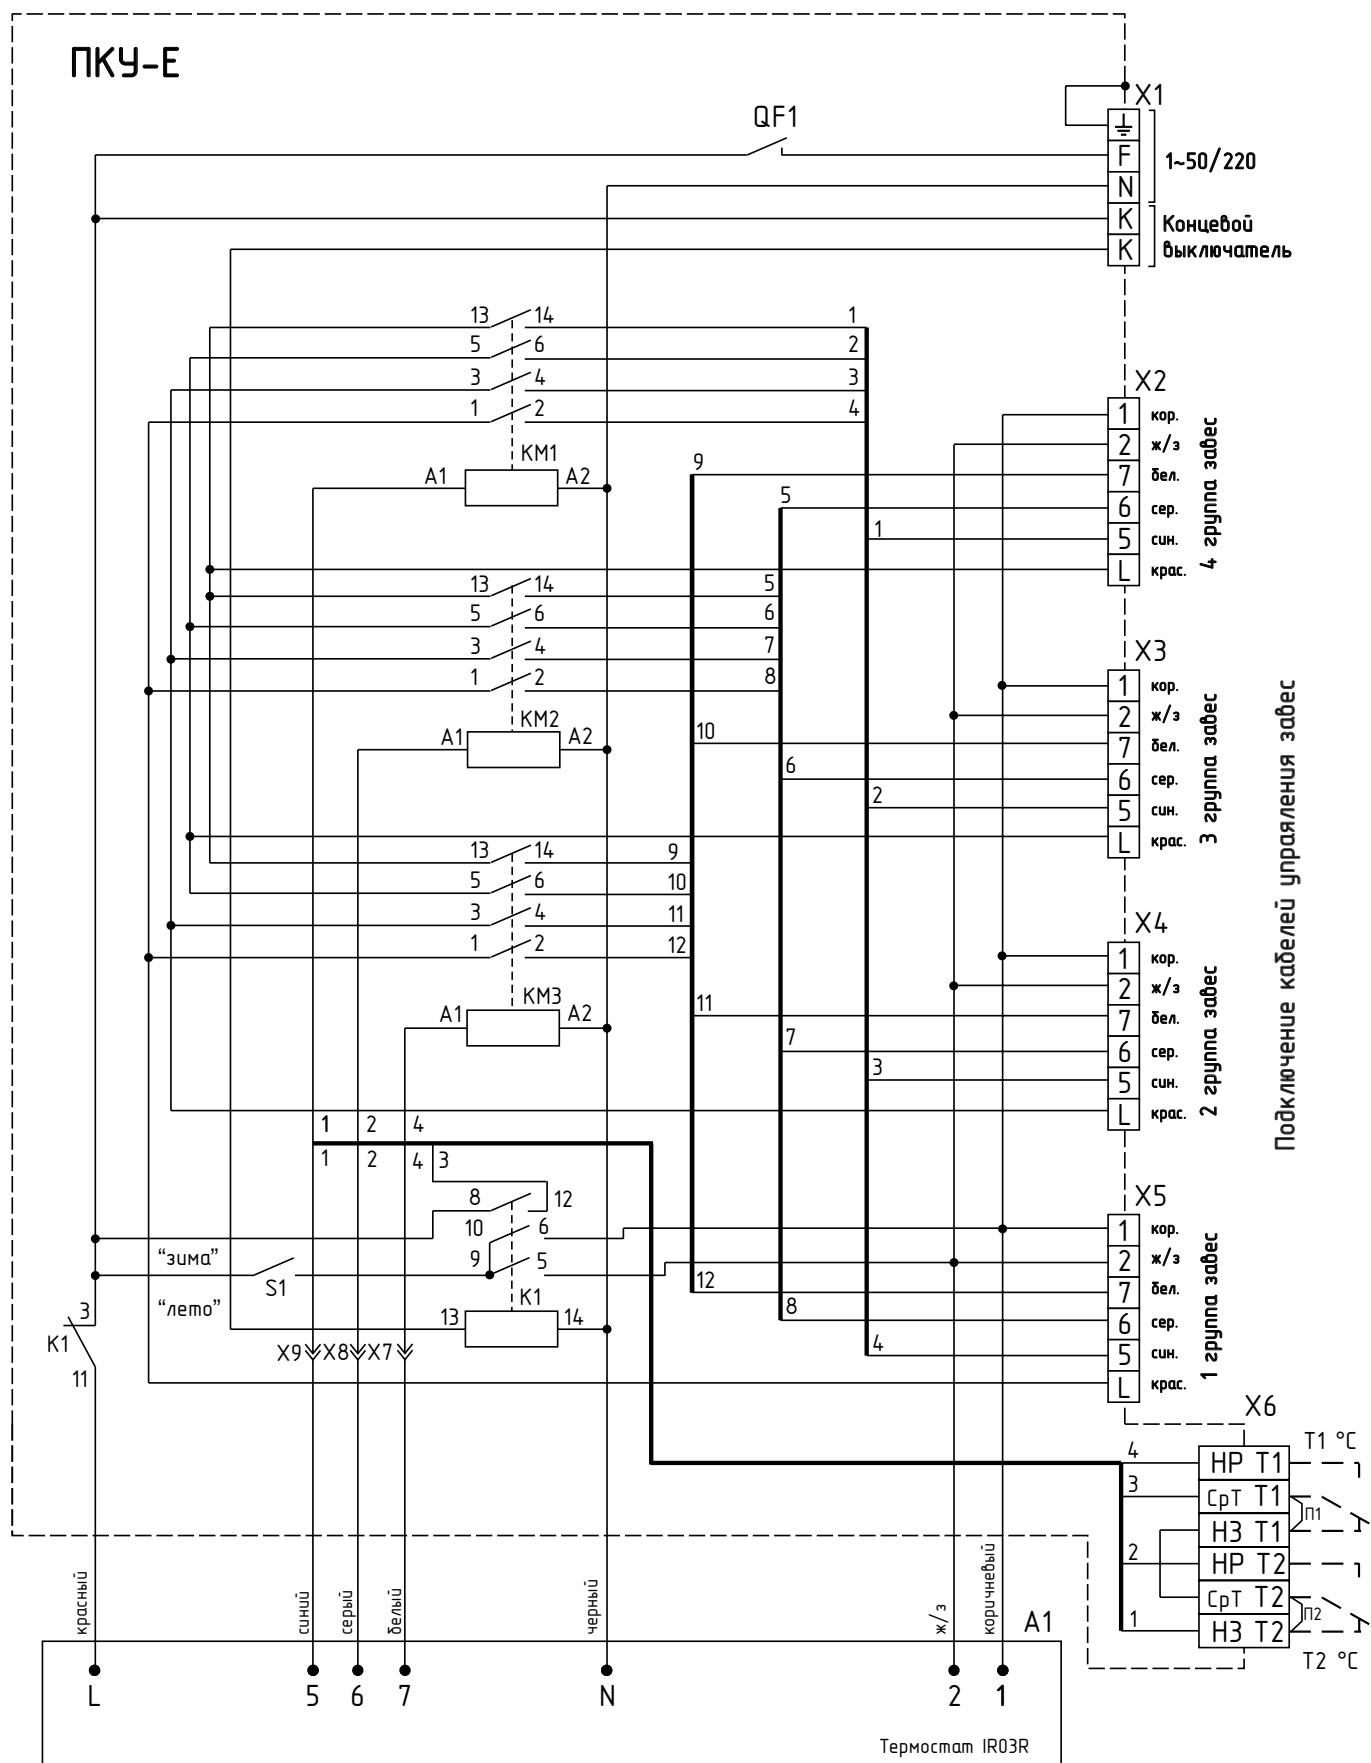 ПКУ-Е
X1
QF1
F
1~50/220
N
K
Концевой
K
выключатель
13 14 1
5 6 2
3 4 3
1 2 4
KM1
A1 A2
X2
1 кор.
2 ж/з
9 7 бел.
5 6 сер.
1 5 син.
L крас.
4 группа завес
13 14 5
5 6 6
3 4 7
1 2 8
KM2
A1 A2
X3
1 кор.
2 ж/з
10 7 бел.
6 6 сер.
2 5 син.
L крас.
3 группа завес
Подключение кабелей упраяления завес
13 14 9
5 6 10
3 4 11
1 2 12
KM3
A1 A2
X4
1 кор.
2 ж/з
11 7 бел.
7 6 сер.
3 5 син.
L крас.
2 группа завес
1 2 4
1 2 4 3
8 12
10 6
9 5
"зима"
S1
"лето"
K1
13 14
3
K1
11
X9 X8 X7
X5
1 кор.
2 ж/з
12 7 бел.
8 6 сер.
4 5 син.
L крас.
1 группа завес
X6
T1 °C
4 НР T1
3 СрТ T1
П1
НЗ T1
2 НР T2
СрТ T2
П2
1 НЗ T2
T2 °C
красный
синий
серый
белый
черный
ж/з
коричневый
A1
L 5 6 7 N 2 1
Термостат IR03R